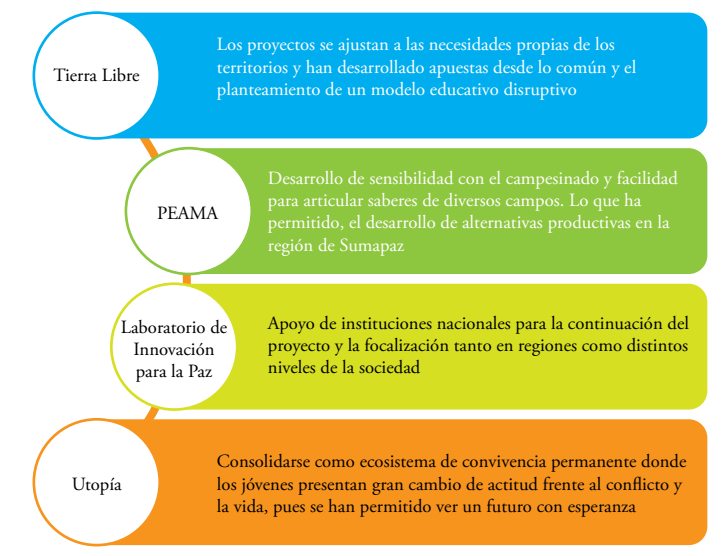 Tierra Libre
Los proyectos se ajustan a las necesidades propias de los
territorios y han desarrollado apuestas desde lo común y el
planteamiento de un modelo educativo disruptivo
PEAMA
Desarrollo de sensibilidad con el campesinado y facilidad
para articular saberes de diversos campos. Lo que ha
permitido, el desarrollo de alternativas productivas en la
región de Sumapaz
Laboratorio de
Innovación
para la Paz
Apoyo de instituciones nacionales para la continuación del
proyecto y la focalización tanto en regiones como distintos
niveles de la sociedad
Utopía
Consolidarse como ecosistema de convivencia permanente donde
los jóvenes presentan gran cambio de actitud frente al conflicto y
la vida, pues se han permitido ver un futuro con esperanza